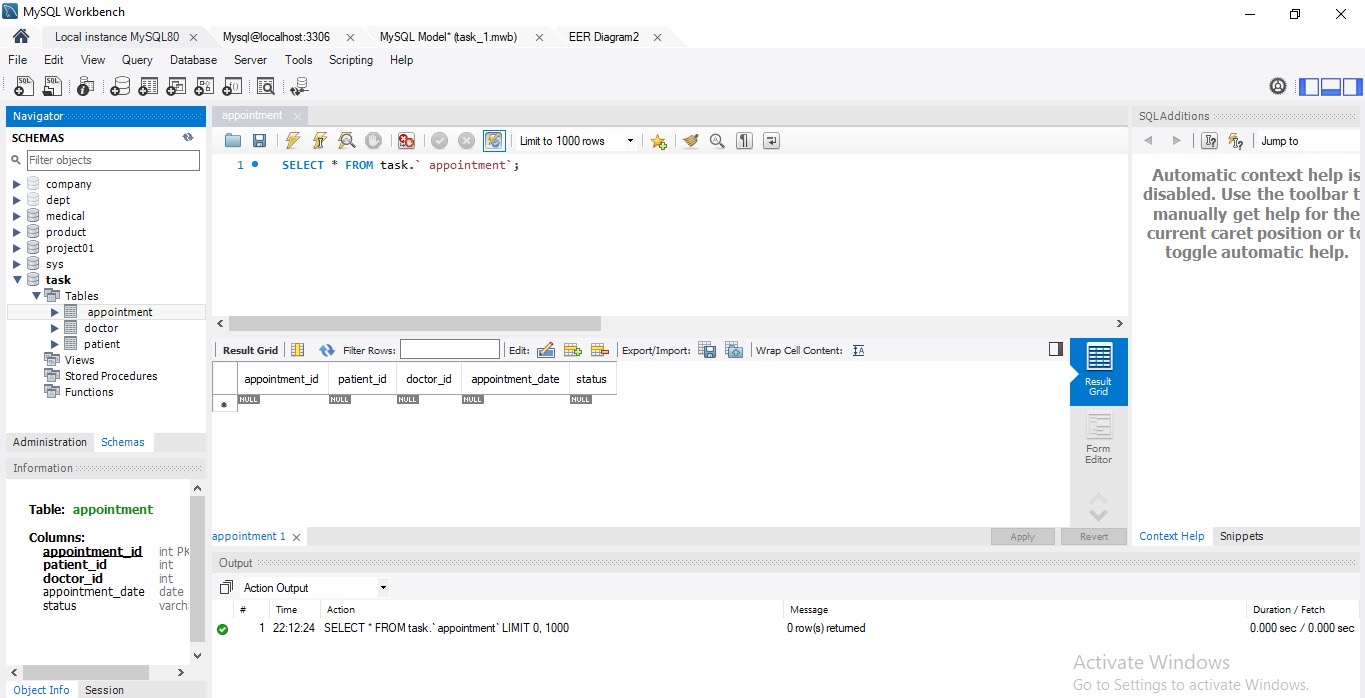 MySQL Workbench
Local instance MySQL80
Mysql@localhost:3306
MySQL Model* (task_1.mwb)
EER Diagram2
File Edit View Query Database Server Tools Scripting Help
Navigator
SCHEMAS
Filter objects
company
dept
medical
product
project01
sys
task
Tables
appointment
doctor
patient
Views
Stored Procedures
Functions
Administration Schemas
Information
Table: appointment
Columns:
appointment_id int PK
patient_id int
doctor_id int
appointment_date date
status varch
Object Info Session
appointment
Limit to 1000 rows
1 SELECT * FROM task.` appointment`;
Result Grid Filter Rows: Edit: Export/Import: Wrap Cell Content:
appointment_id patient_id doctor_id appointment_date status
NULL NULL NULL NULL NULL
Result
Grid
Form
Editor
appointment 1
Apply Revert
Output
Action Output
# Time Action Message Duration / Fetch
1 22:12:24 SELECT * FROM task.` appointment` LIMIT 0, 1000 0 row(s) returned 0.000 sec / 0.000 sec
SQLAdditions
Jump to
Automatic context help is
disabled. Use the toolbar t
manually get help for the
current caret position or to
toggle automatic help.
Context Help Snippets
Activate Windows
Go to Settings to activate Windows.